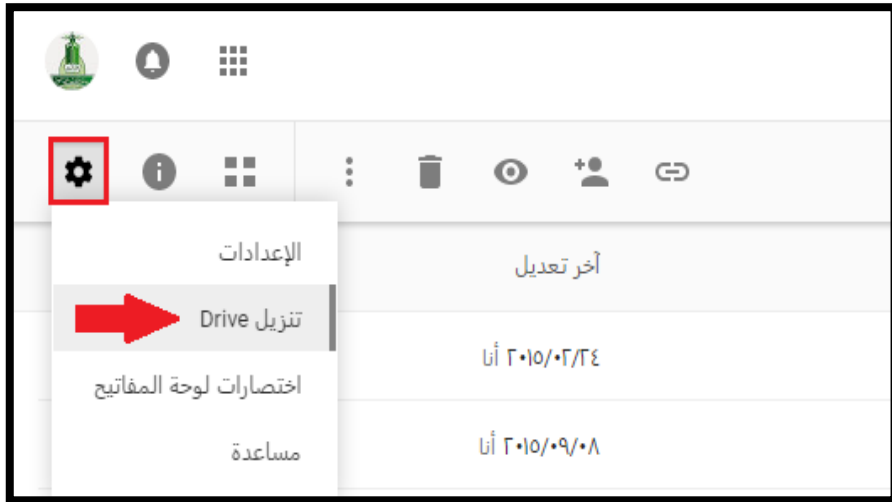 الإعدادات
تنزيل Drive
اختصارات لوحة المفاتيح
مساعدة
آخر تعديل
٢٠١٥/٠٢/٢٤ أنا
٢٠١٥/٠٩/٠٨ أنا